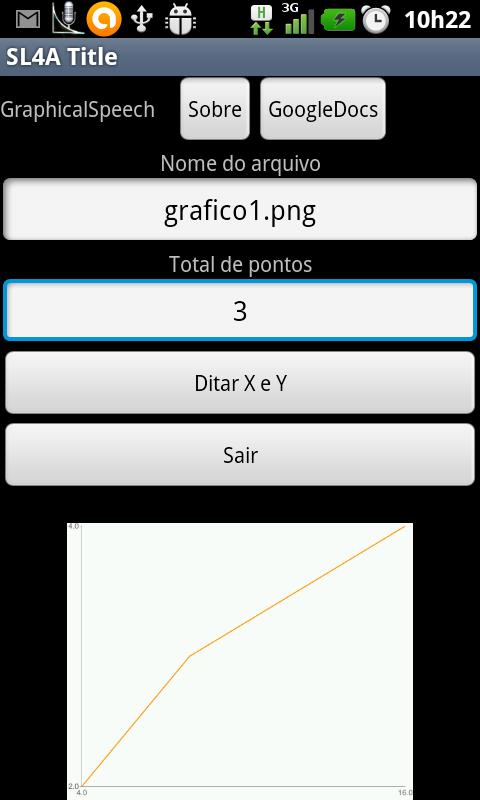 H 3G 10h22
SL4A Title
GraphicalSpeech Sobre GoogleDocs
Nome do arquivo
grafico1.png
Total de pontos
3
Ditar X e Y
Sair
4.0
2.0
4.0 16.0